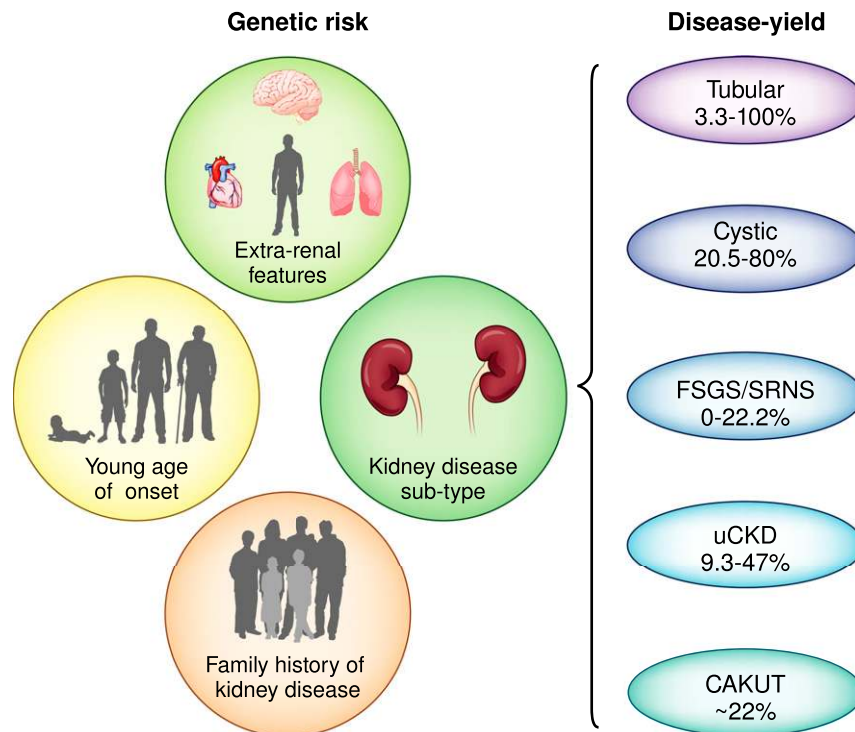 Genetic risk
Extra-renal
features
Young age
of onset
Kidney disease
sub-type
Family history of
kidney disease
Disease-yield
Tubular
3.3-100%
Cystic
20.5-80%
FSGS/SRNS
0-22.2%
uCKD
9.3-47%
CAKUT
~22%